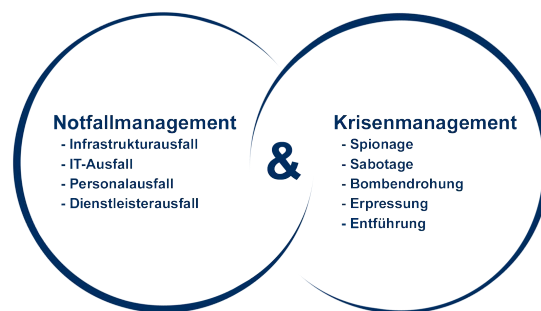 Notfallmanagement
- Infrastrukturausfall
- IT-Ausfall
- Personalausfall
- Dienstleisterausfall
&
Krisenmanagement
- Spionage
- Sabotage
- Bombendrohung
- Erpressung
- Entführung